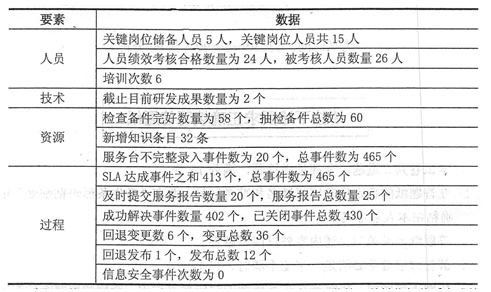 要素 数据
人员
关键岗位储备人员 5 人，关键岗位人员共 15 人
人员绩效考核合格数量为 24 人，被考核人员数量 26 人
培训次数 6
技术 截止目前研发成果数量为 2 个
资源
检查备件完好数量为 58 个，抽检备件总数为 60
新增知识条目 32 条
服务台不完整录入事件数为 20 个，总事件数为 465 个
过程
SLA 达成事件之和 413 个，总事件数为 465 个
及时提交服务报告数量 20 个，服务报告总数量 25 个
成功解决事件数量 402 个，已关闭事件总数 430 个
回退变更数 6 个，变更总数 36 个
回退发布 1 个，发布总数 12 个
信息安全事件次数为 0